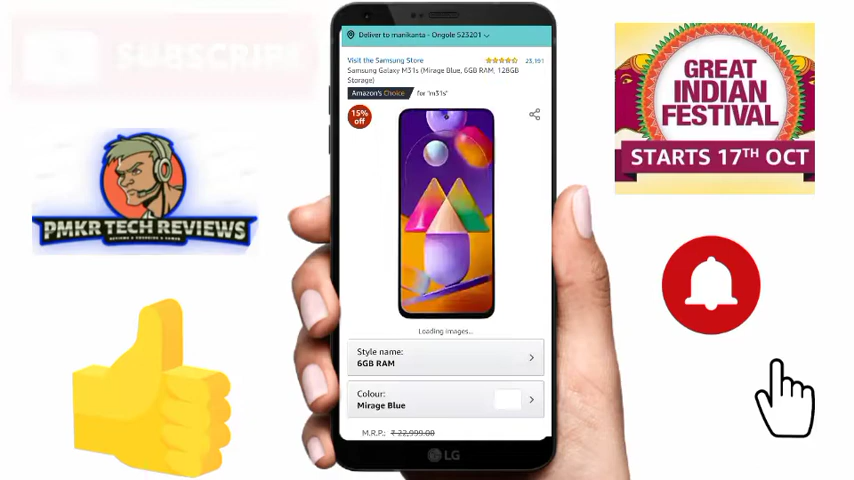 SUBSCRIBE
Deliver to manikanta - Ongole 523201
Visit the Samsung Store
23,191
Samsung Galaxy M31s (Mirage Blue, 6GB RAM, 128GB
Storage)
Amazon's Choice for "m31s"
15%
off
Loading images...
Style name:
6GB RAM
Colour:
Mirage Blue
M.R.P.: ₹ 22,999.00
LG
PMKR TECH REVIEWS
GREAT
INDIAN
FESTIVAL
STARTS 17TH OCT